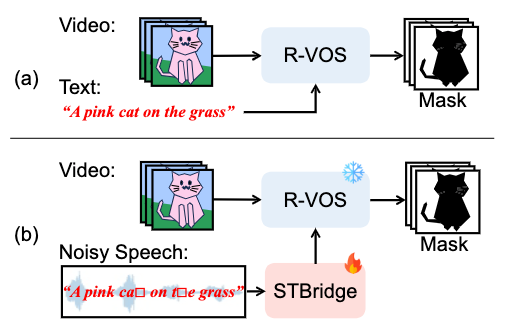 (a)
Video:
R-VOS
Text:
“A pink cat on the grass”
Mask
(b)
Video:
R-VOS
Noisy Speech:
“A pink ca□ on t□e grass”
STBridge
Mask